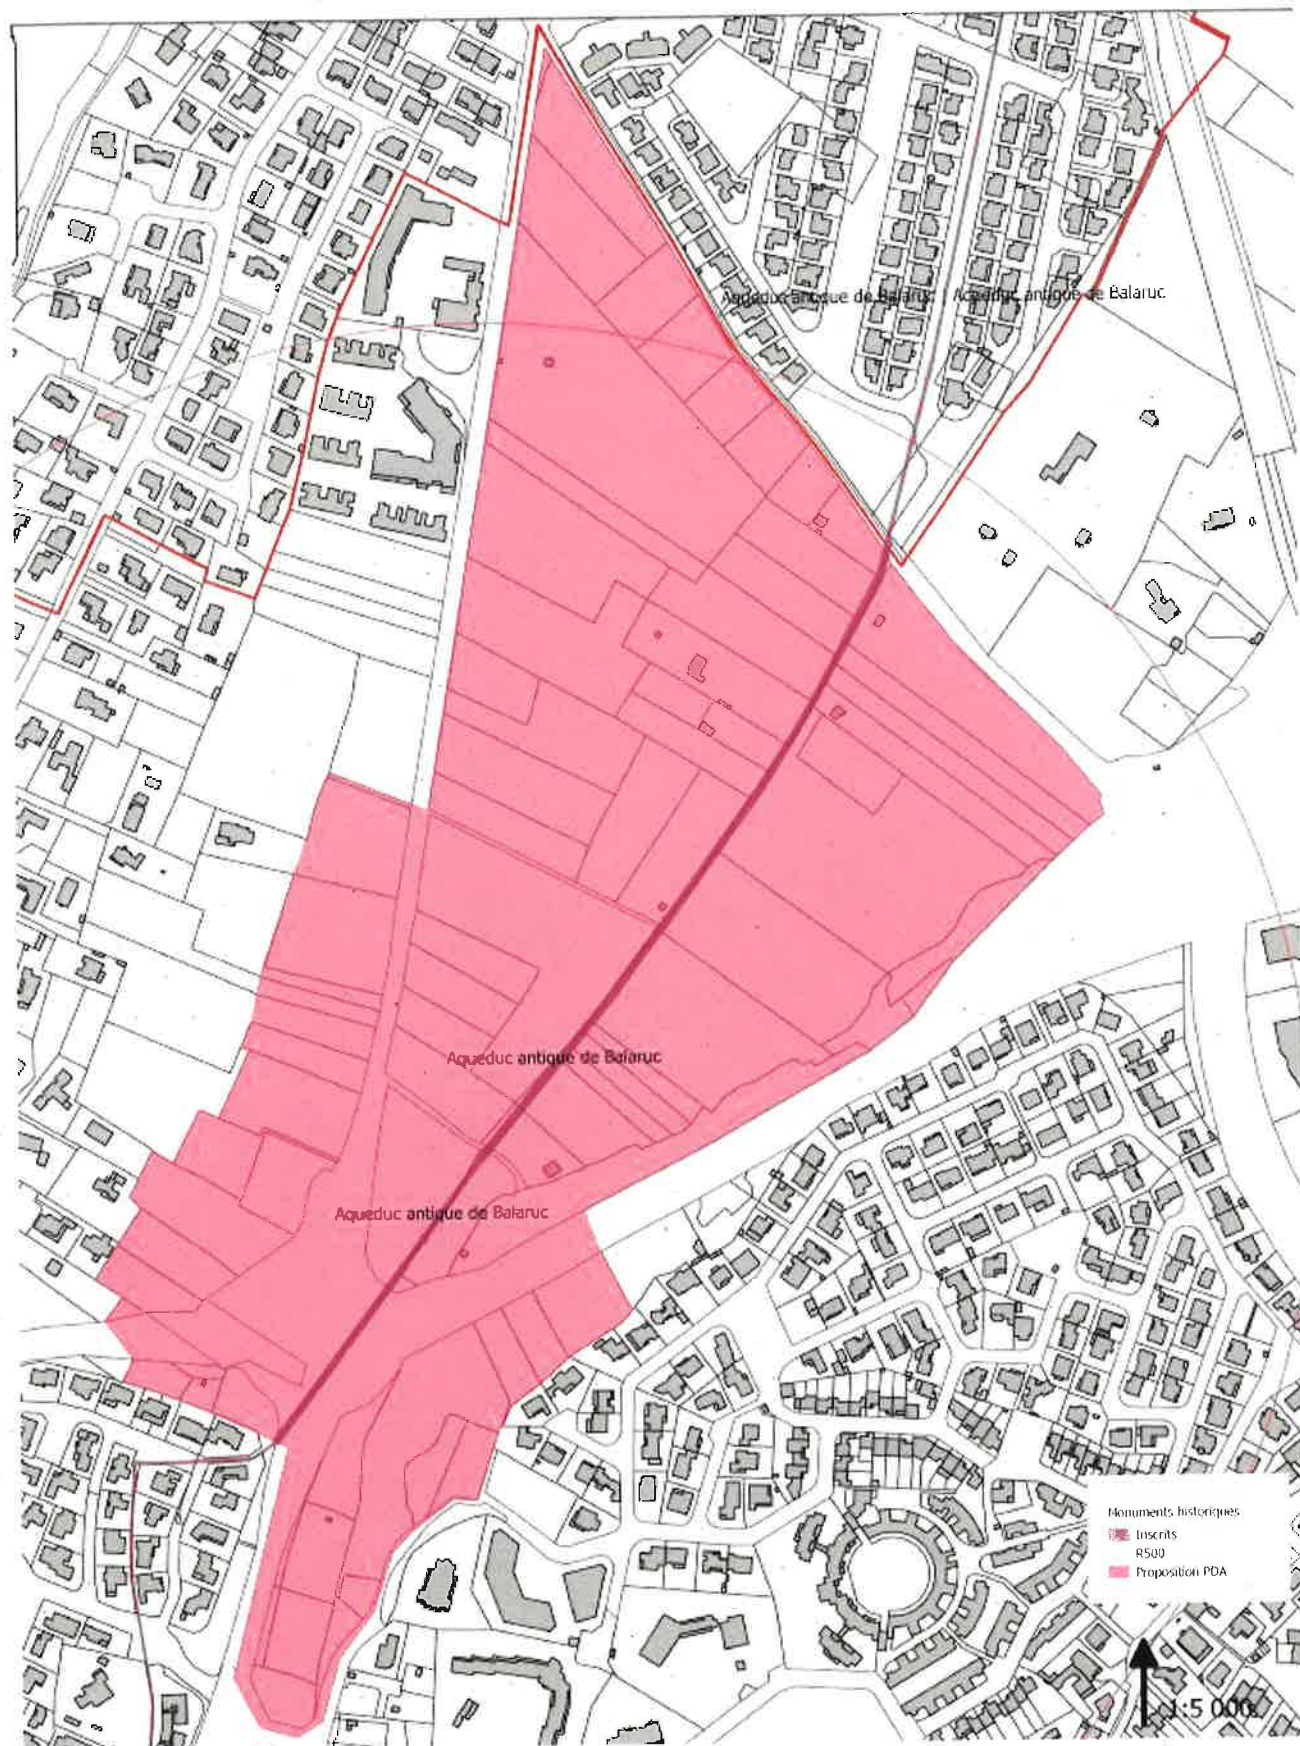 Aqueduc antique de Balaruc
Aqueduc antique de Balaruc
Aqueduc antique de Balaruc
Aqueduc antique de Balaruc
Monuments historiques
Inscrits
R500
Proposition PDA
1:5 000